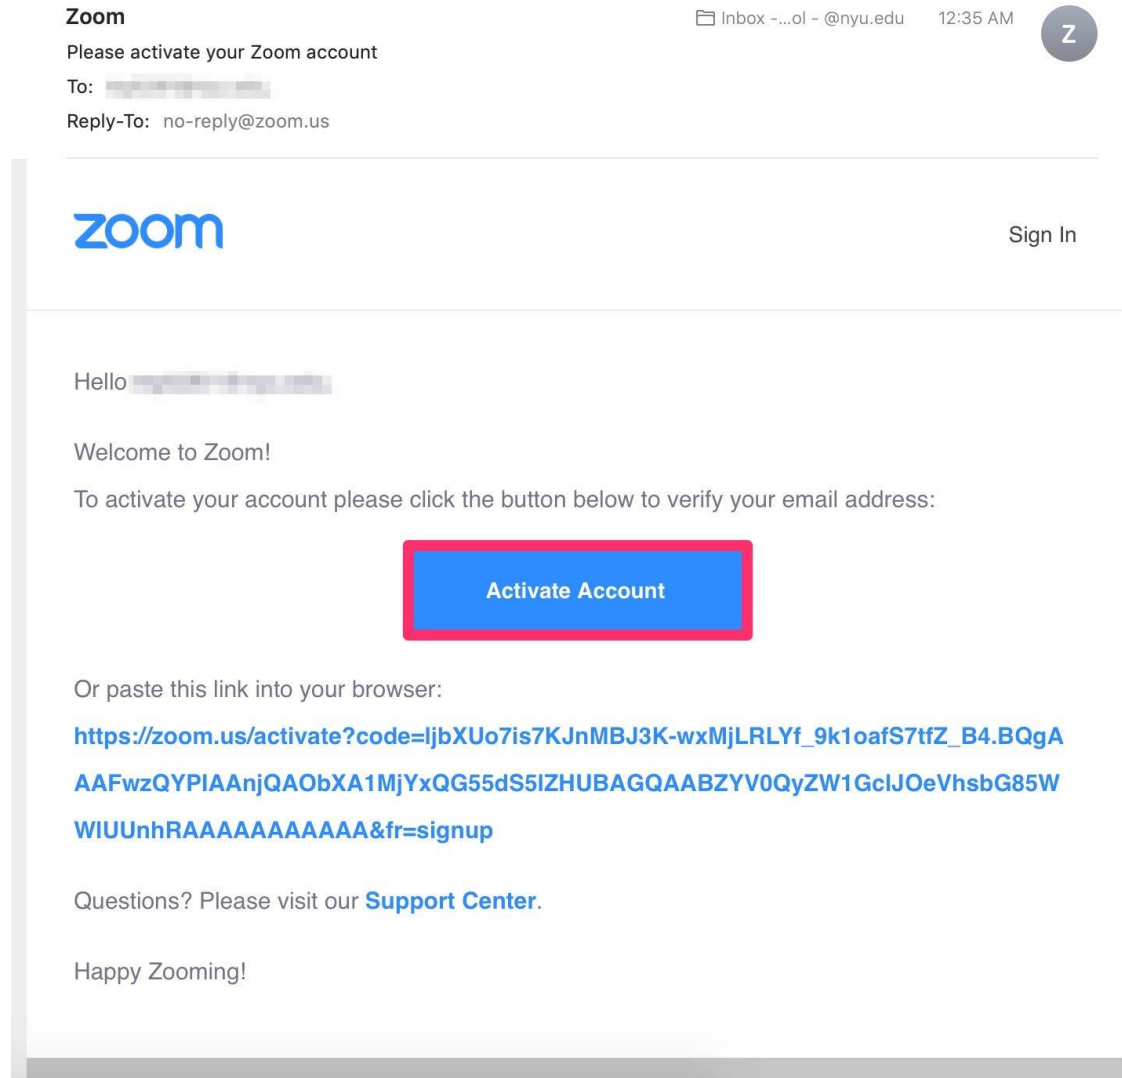 Zoom
Inbox -...ol - @nyu.edu 12:35 AM
Z
Please activate your Zoom account
To:
Reply-To: no-reply@zoom.us
zoom
Sign In
Hello
Welcome to Zoom!
To activate your account please click the button below to verify your email address:
Activate Account
Or paste this link into your browser:
https://zoom.us/activate?code=ljbXUo7is7KJnMBJ3K-wxMjLRLYf_9k1oafS7tfZ_B4.BQgA
AAFwzQYPIAAnjQAObXA1MjYxQG55dS5lZHUBAGQAABZYV0QyZW1GclJOeVhsbG85W
WlUUnhRAAAAAAAAAAA&fr=signup
Questions? Please visit our Support Center.
Happy Zooming!